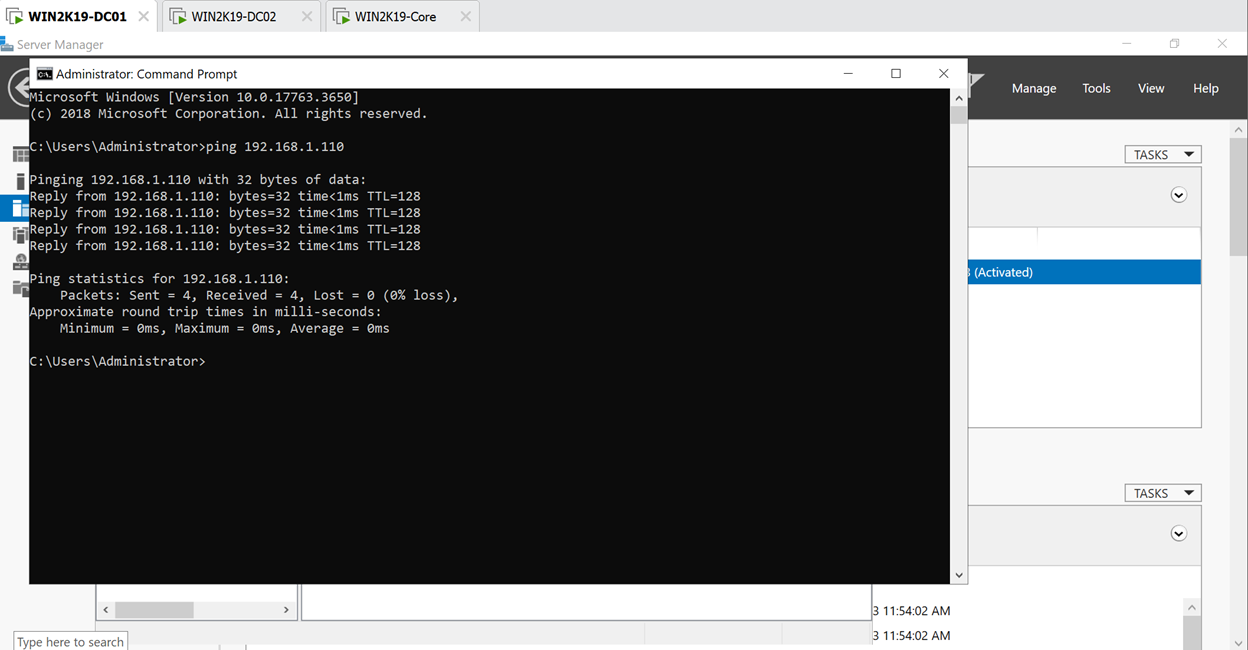 WIN2K19-DC01
WIN2K19-DC02
WIN2K19-Core
Server Manager
Administrator: Command Prompt
Manage Tools View Help
Microsoft Windows [Version 10.0.17763.3650]
(c) 2018 Microsoft Corporation. All rights reserved.
C:\Users\Administrator>ping 192.168.1.110
Pinging 192.168.1.110 with 32 bytes of data:
Reply from 192.168.1.110: bytes=32 time<1ms TTL=128
Reply from 192.168.1.110: bytes=32 time<1ms TTL=128
Reply from 192.168.1.110: bytes=32 time<1ms TTL=128
Reply from 192.168.1.110: bytes=32 time<1ms TTL=128
Ping statistics for 192.168.1.110:
Packets: Sent = 4, Received = 4, Lost = 0 (0% loss),
Approximate round trip times in milli-seconds:
Minimum = 0ms, Maximum = 0ms, Average = 0ms
C:\Users\Administrator>
TASKS
(Activated)
TASKS
3 11:54:02 AM
3 11:54:02 AM
Type here to search